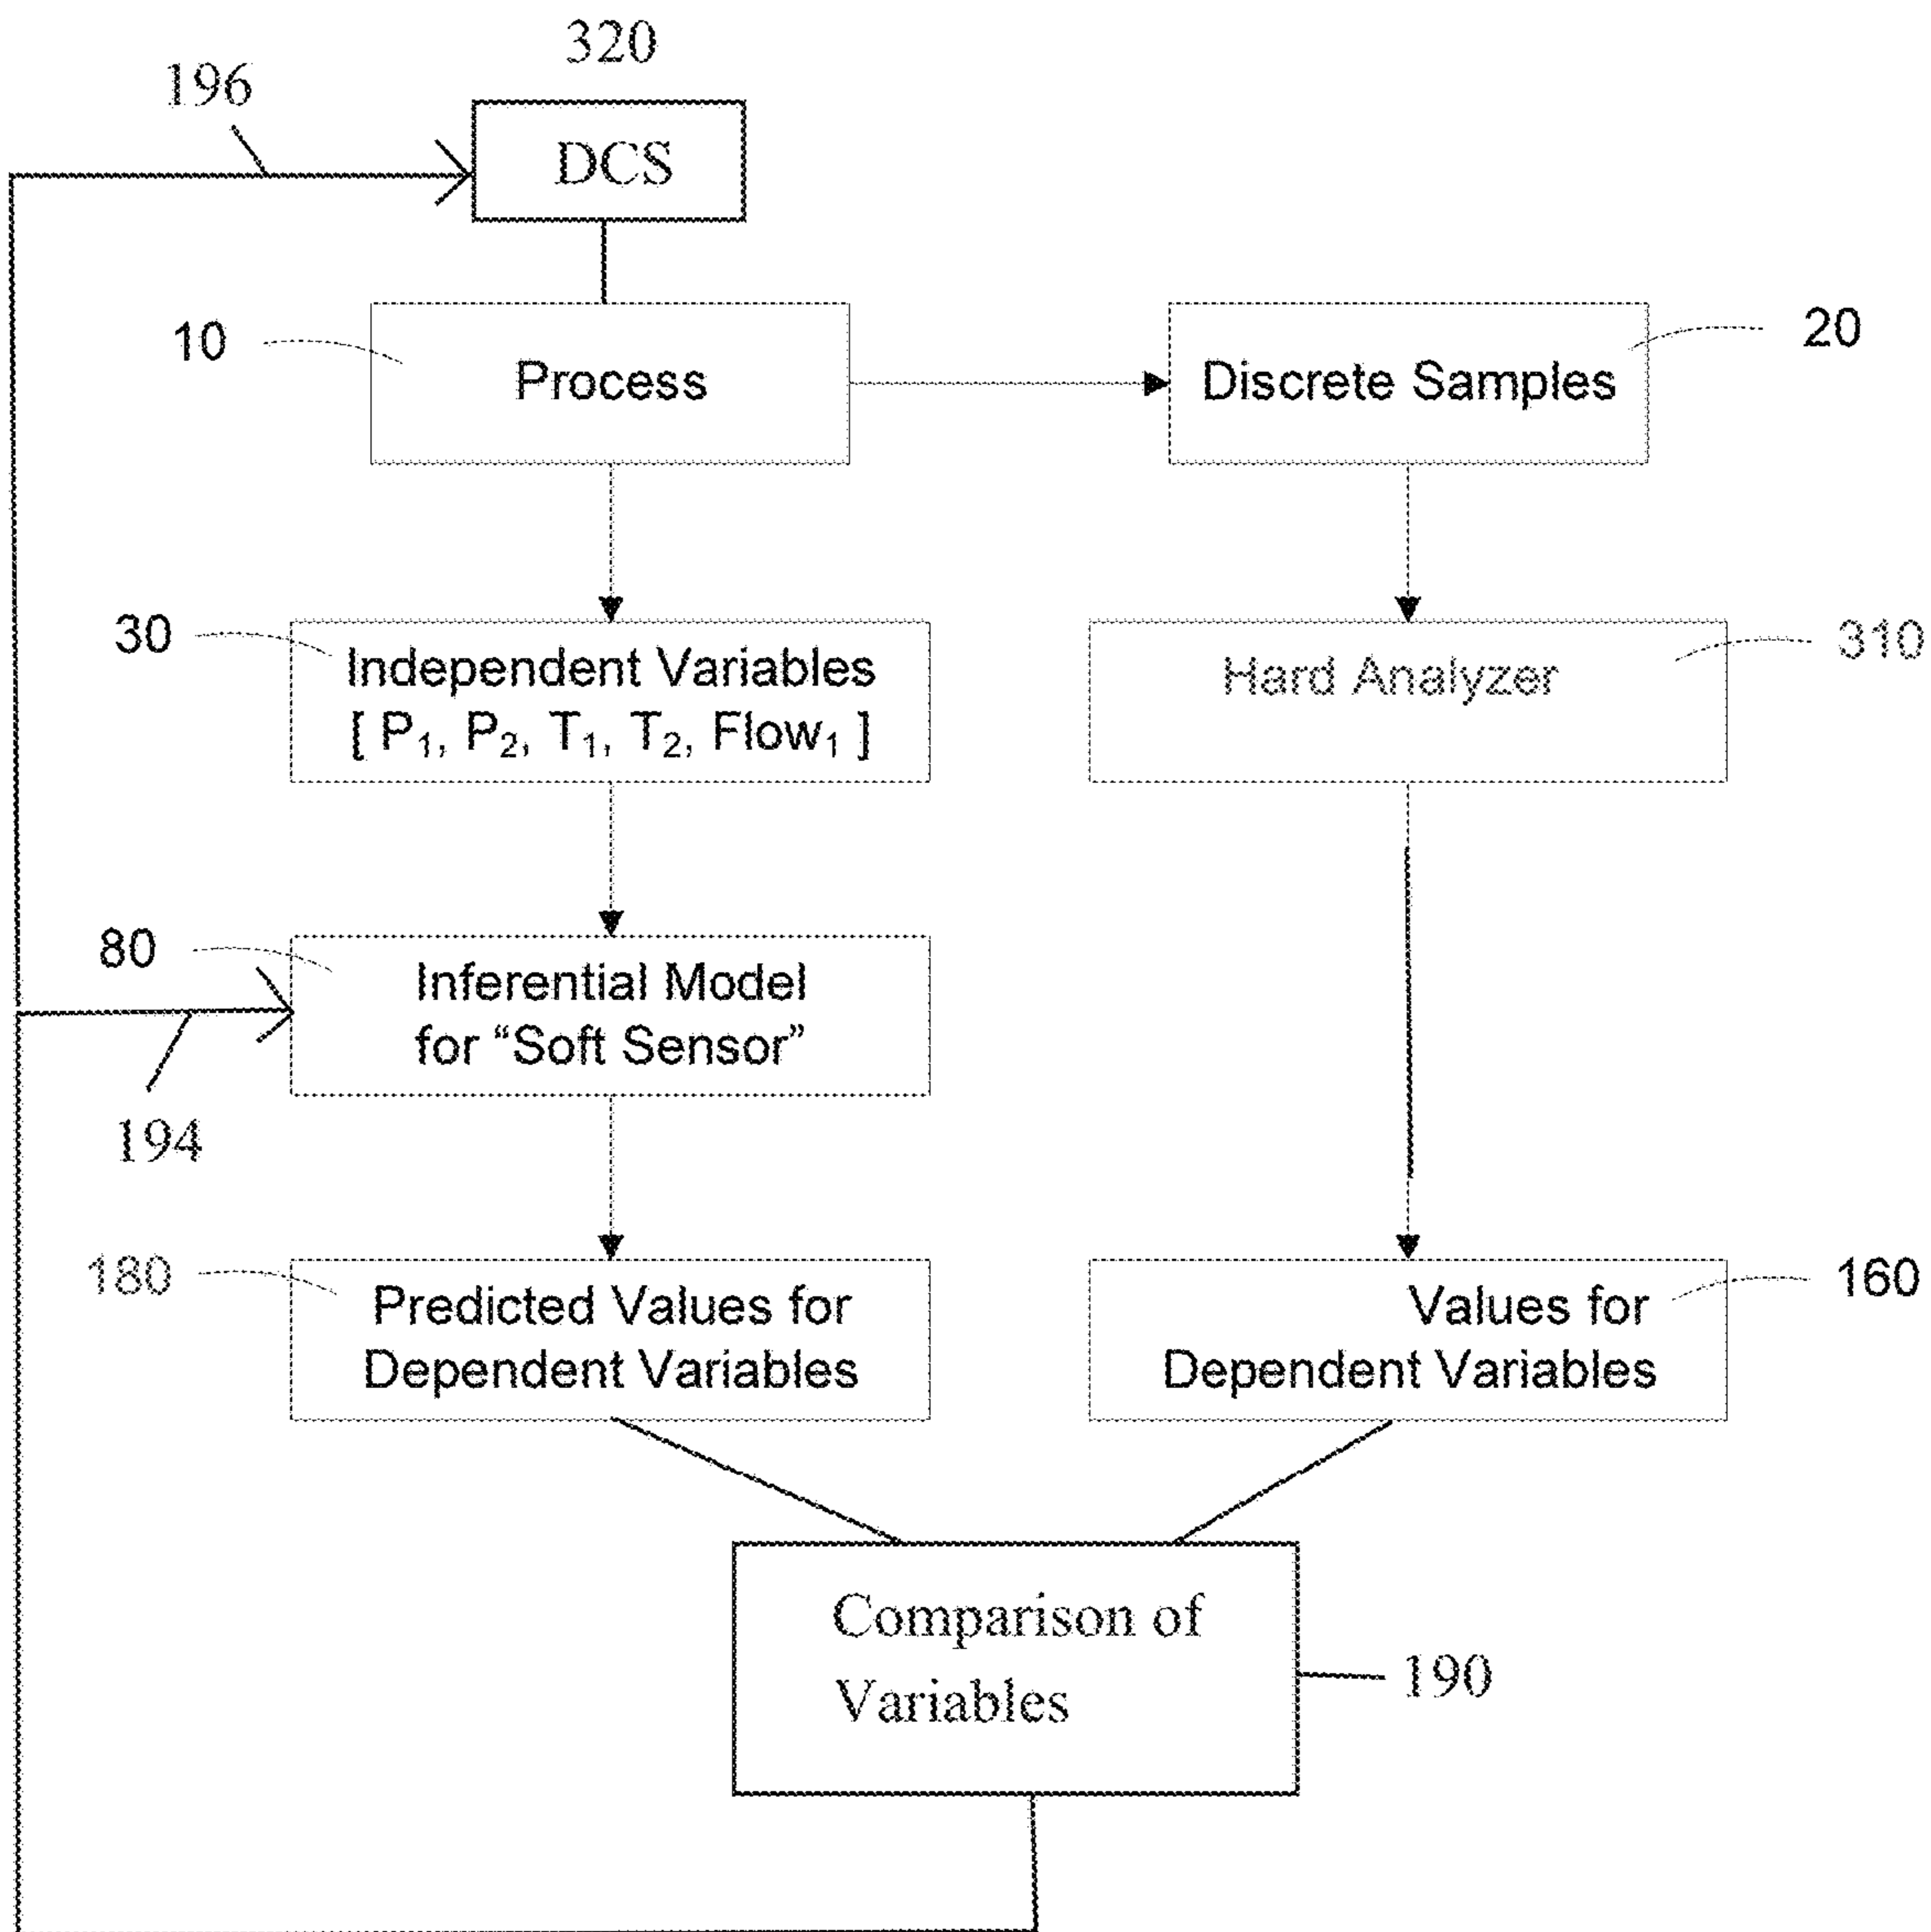 320
196
DCS
10
Process
20
Discrete Samples
30
Independent Variables
[ P₁, P₂, T₁, T₂, Flow₁ ]
310
Hard Analyzer
80
Inferential Model
for “Soft Sensor”
194
180
Predicted Values for
Dependent Variables
160
Values for
Dependent Variables
Comparison of
Variables
190